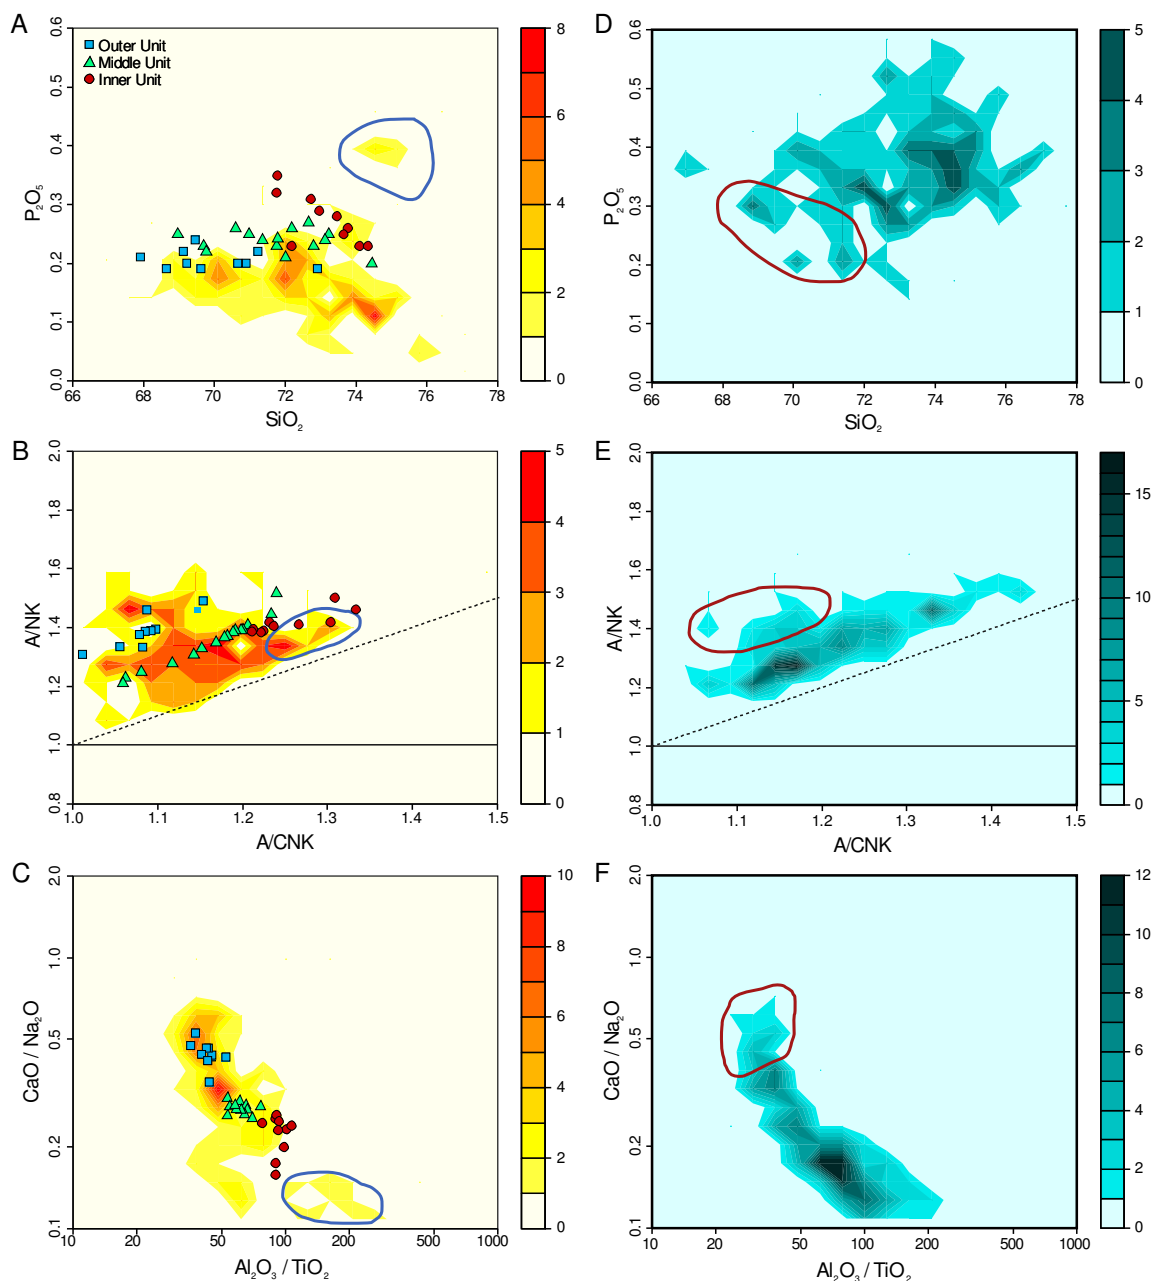 A
0.0 0.1 0.2 0.3 0.4 0.5 0.6
P₂O₅
Outer Unit
Middle Unit
Inner Unit
66 68 70 72 74 76 78
SiO₂
0 2 4 6 8
D
0.0 0.1 0.2 0.3 0.4 0.5 0.6
P₂O₅
66 68 70 72 74 76 78
SiO₂
0 1 2 3 4 5
B
0.8 1.0 1.2 1.4 1.6 1.8 2.0
A/NK
1.0 1.1 1.2 1.3 1.4 1.5
A/CNK
0 1 2 3 4 5
E
0.8 1.0 1.2 1.4 1.6 1.8 2.0
A/NK
1.0 1.1 1.2 1.3 1.4 1.5
A/CNK
0 5 10 15
C
0.1 0.2 0.5 1.0 2.0
CaO / Na₂O
10 20 50 100 200 500 1000
Al₂O₃ / TiO₂
0 2 4 6 8 10
F
0.1 0.2 0.5 1.0 2.0
CaO / Na₂O
10 20 50 100 200 500 1000
Al₂O₃ / TiO₂
0 2 4 6 8 10 12